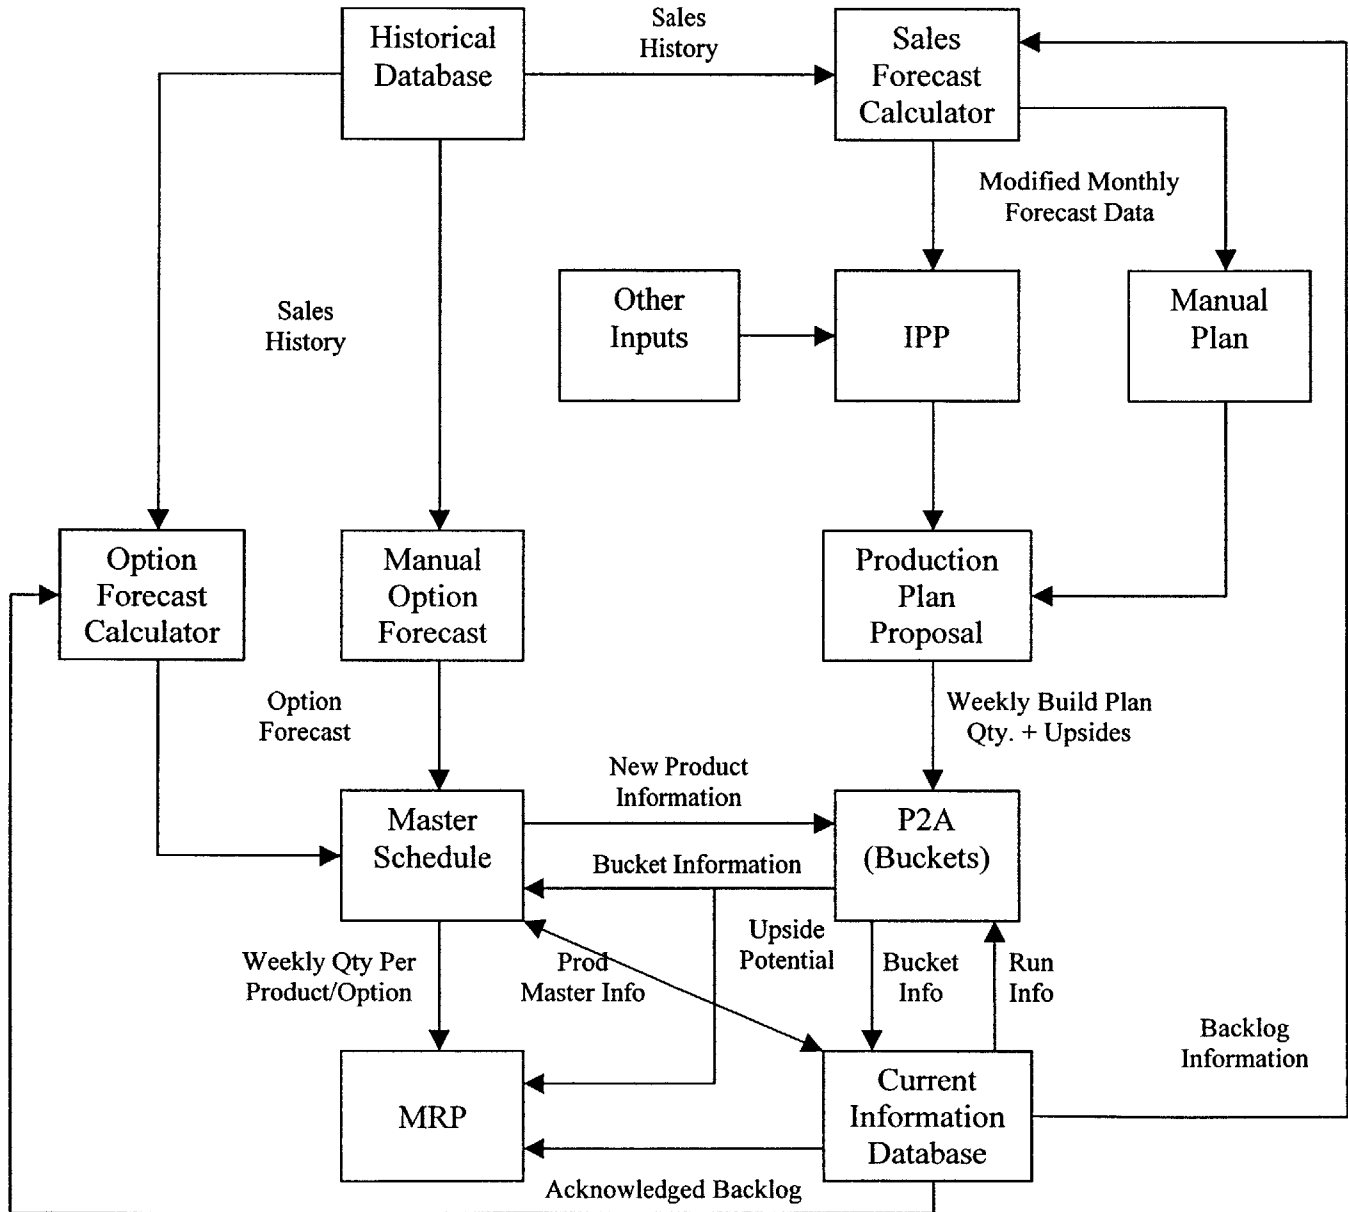 Historical
Database
Sales
History
Sales
Forecast
Calculator
Modified Monthly
Forecast Data
Other
Inputs
IPP
Manual
Plan
Sales
History
Option
Forecast
Calculator
Manual
Option
Forecast
Production
Plan
Proposal
Option
Forecast
Weekly Build Plan
Qty. + Upsides
New Product
Information
Master
Schedule
P2A
(Buckets)
Bucket Information
Weekly Qty Per
Product/Option
Prod
Master Info
Upside
Potential
Bucket
Info
Run
Info
Backlog
Information
MRP
Current
Information
Database
Acknowledged Backlog